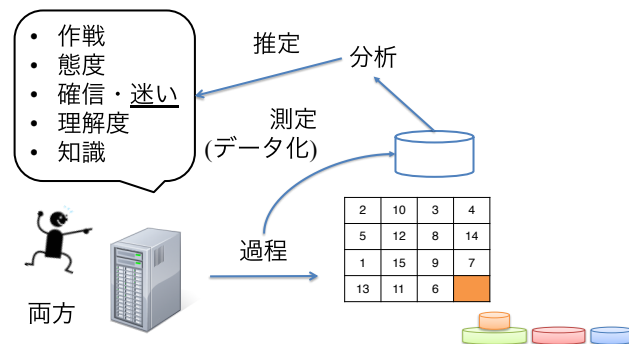 • 作戦
• 態度
• 確信・迷い
• 理解度
• 知識
推定
分析
測定
(データ化)
過程
両方
2 10 3 4
5 12 8 14
1 15 9 7
13 11 6